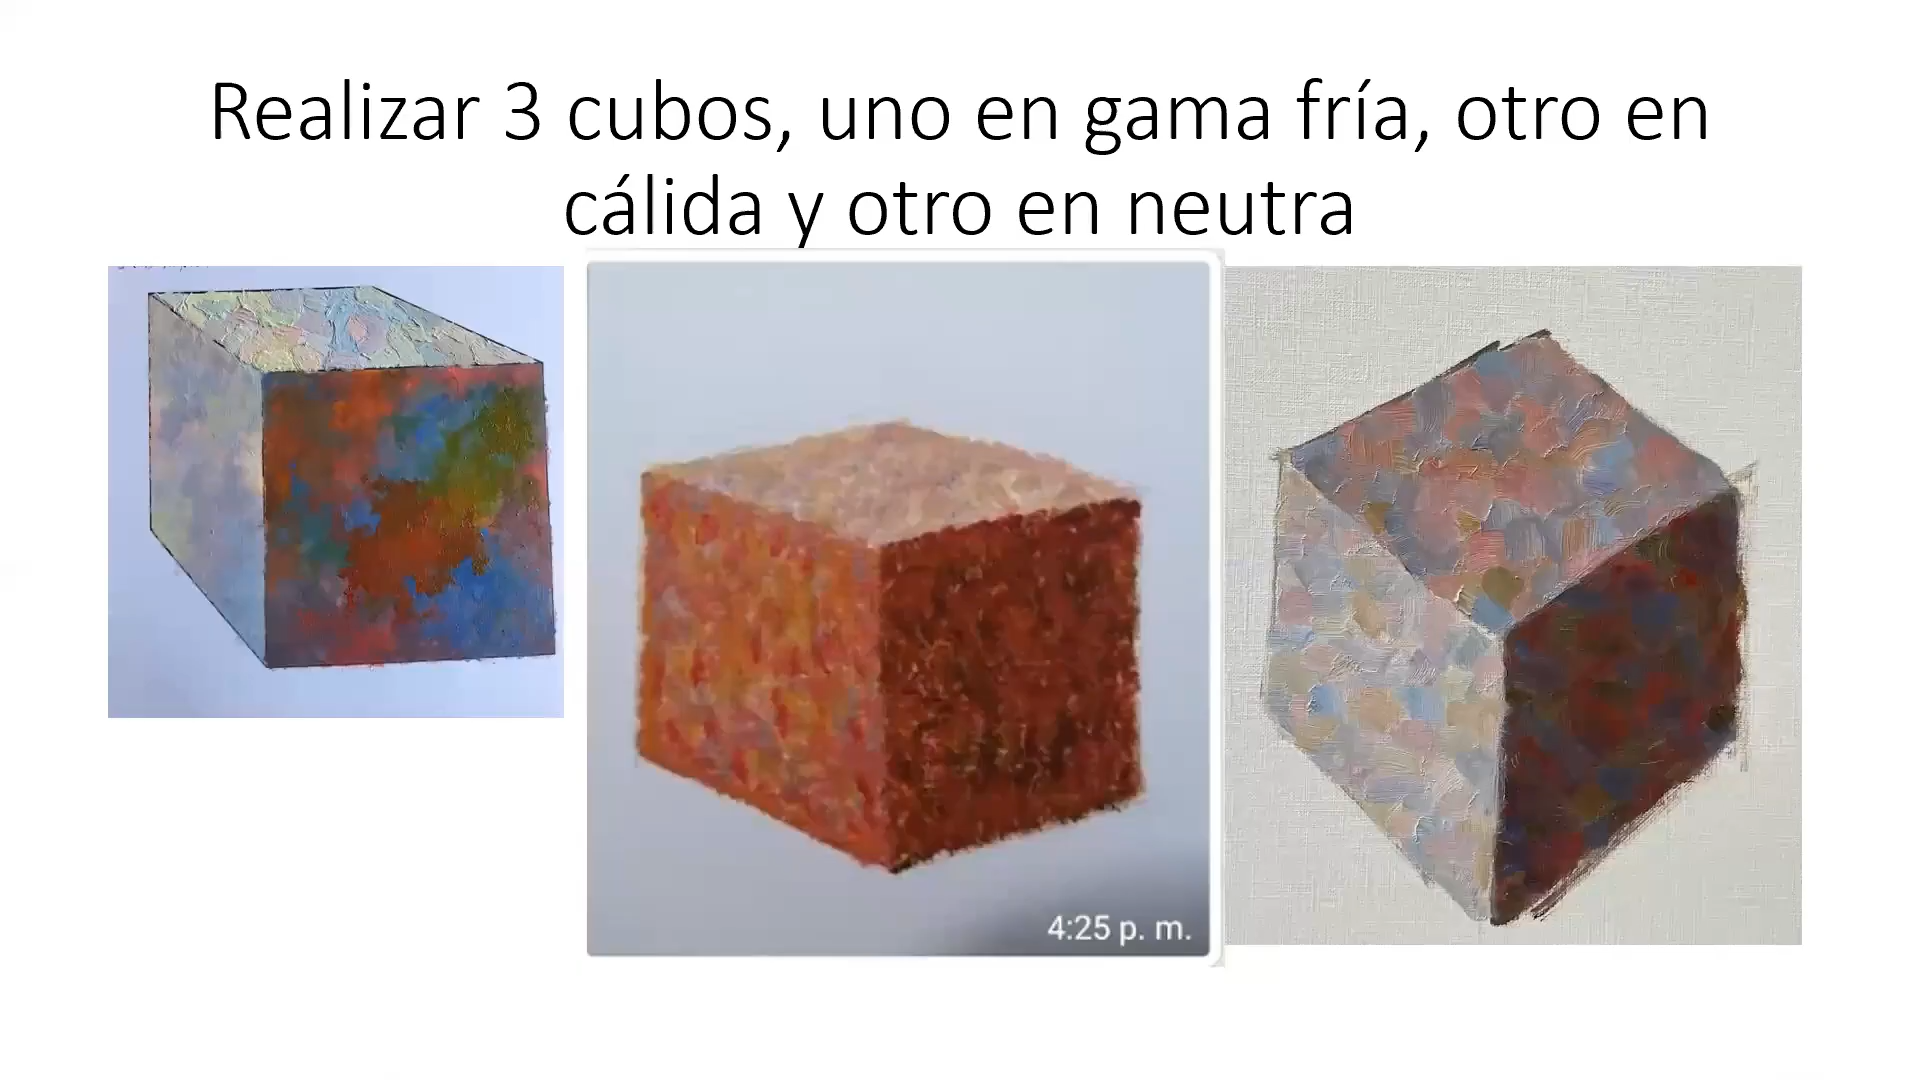 Realizar 3 cubos, uno en gama fría, otro en
cálida y otro en neutra
4:25 p. m.